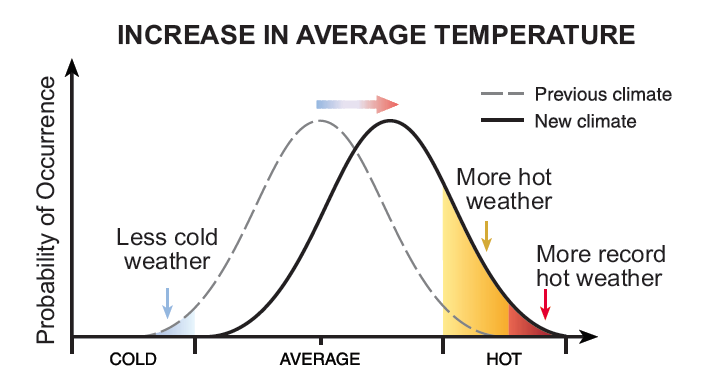 INCREASE IN AVERAGE TEMPERATURE
Previous climate
New climate
Probability of Occurrence
More hot
weather
Less cold
weather
More record
hot weather
COLD
AVERAGE
HOT